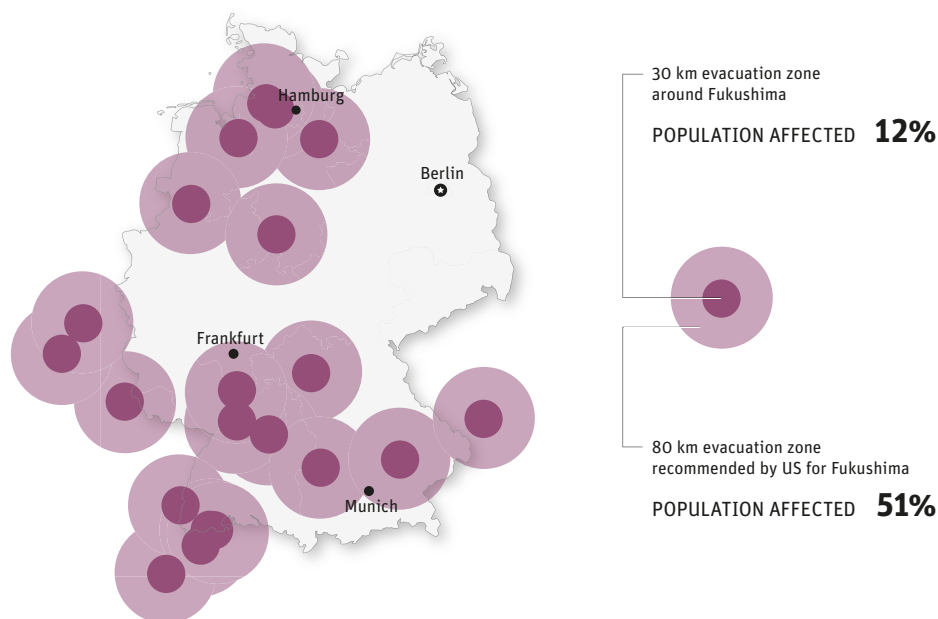 Hamburg
Berlin
Frankfurt
Munich
30 km evacuation zone
around Fukushima
POPULATION AFFECTED 12%
80 km evacuation zone
recommended by US for Fukushima
POPULATION AFFECTED 51%